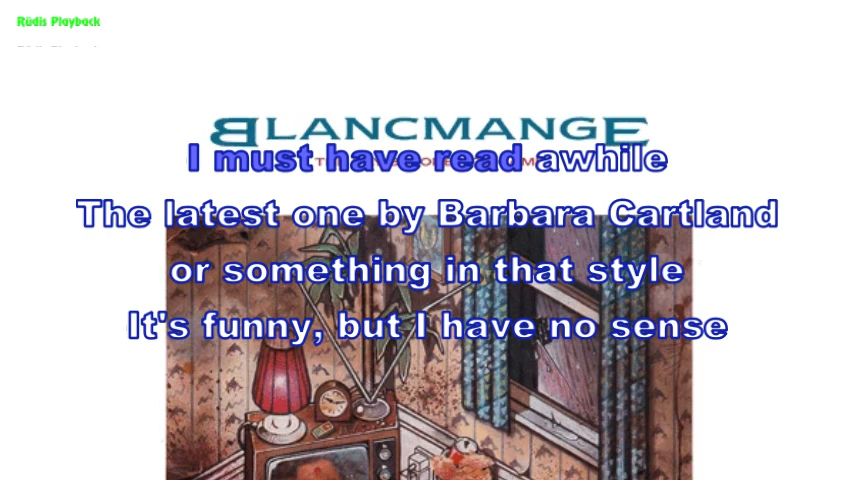 Rüdis Playback
BLANCMANGE
I must have read awhile
The latest one by Barbara Cartland
or something in that style
It's funny, but I have no sense